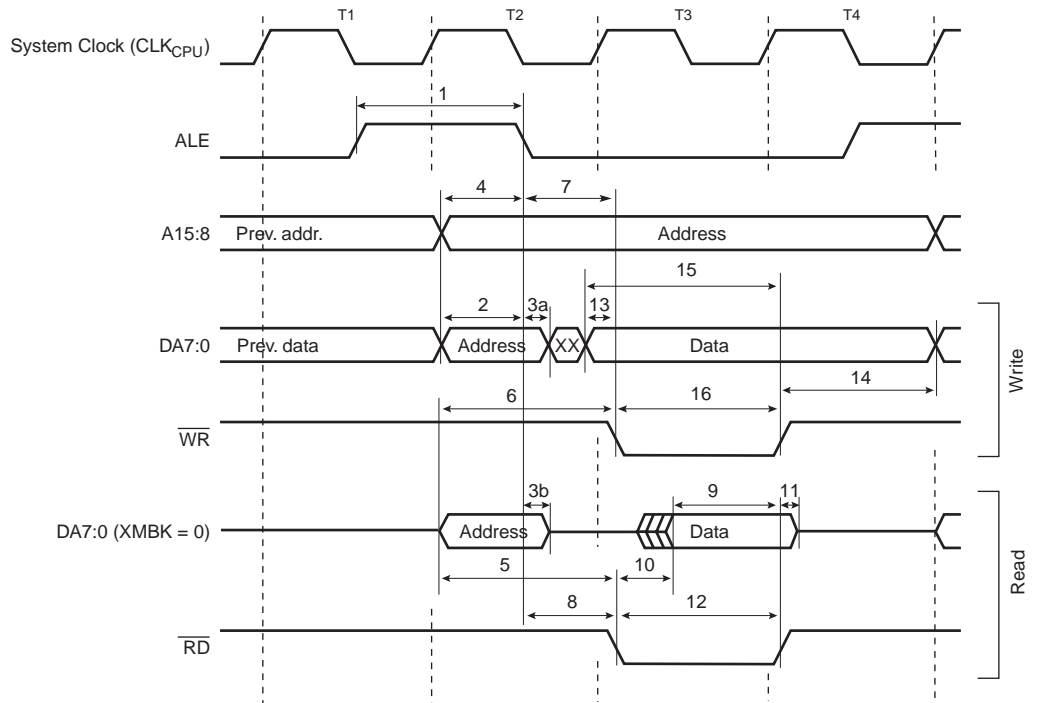 T1 T2 T3 T4
System Clock (CLKCPU)
1
ALE
4 7
A15:8 Prev. addr. Address
15
2 3a 13
DA7:0 Prev. data Address XX Data
14
6 16
WR
Write
3b 9 11
DA7:0 (XMBK = 0) Address Data
5 10
8 12
RD
Read